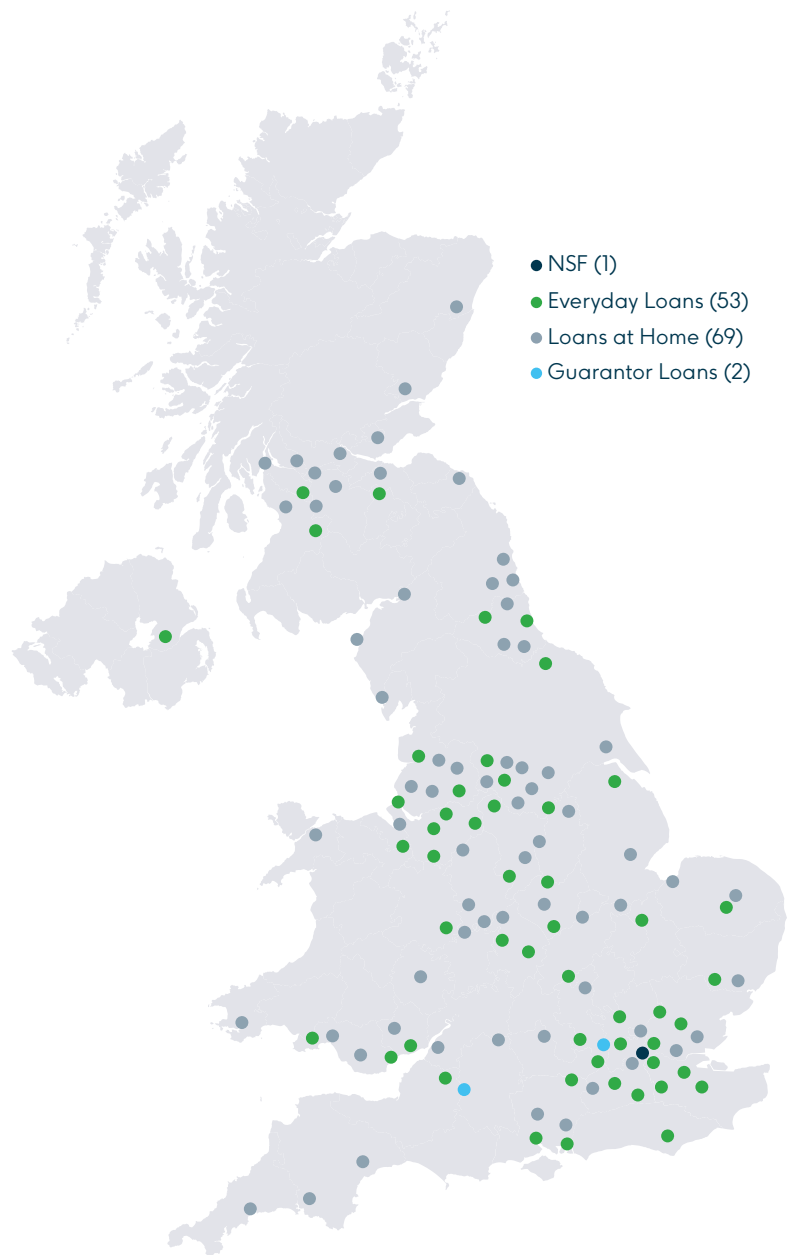 NSF (1)
Everyday Loans (53)
Loans at Home (69)
Guarantor Loans (2)